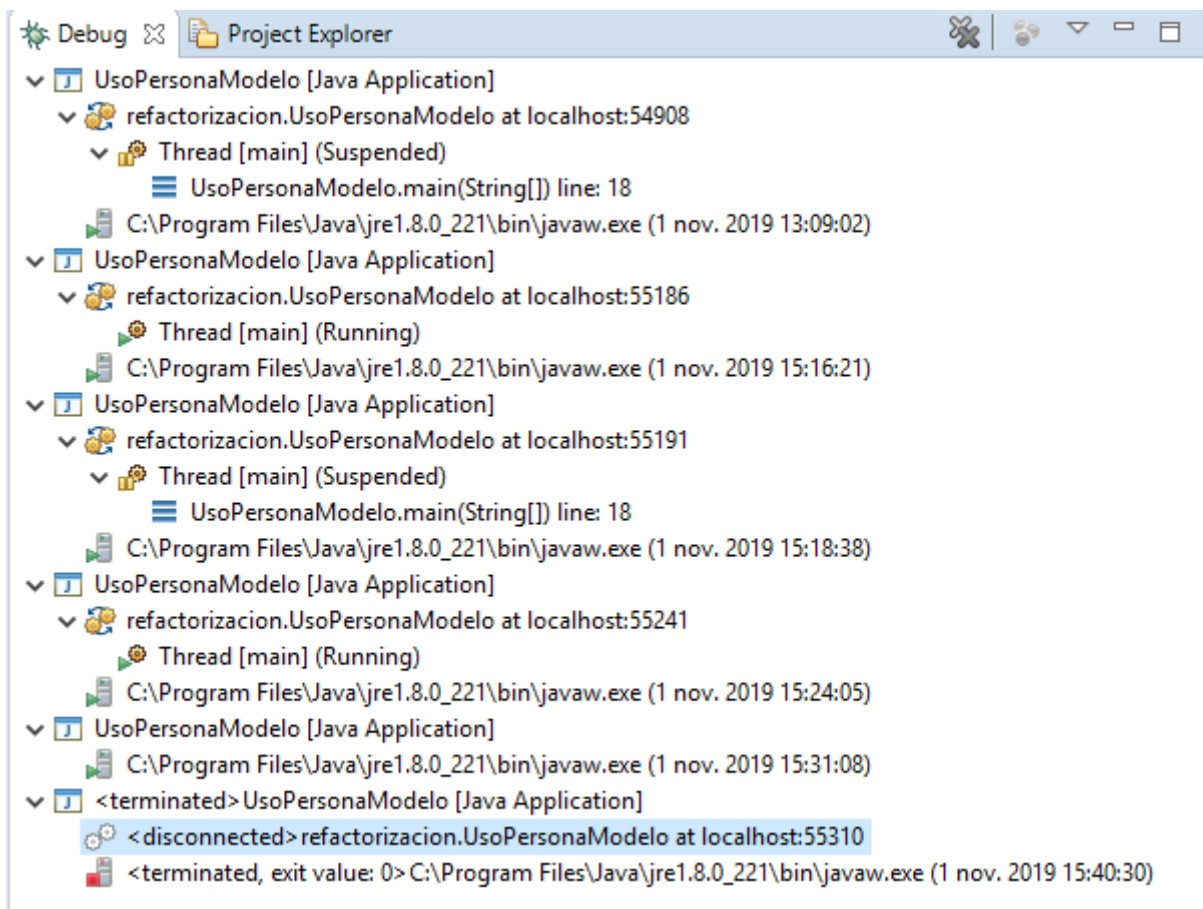 Debug Project Explorer
UsoPersonaModelo [Java Application]
refactorizacion.UsoPersonaModelo at localhost:54908
Thread [main] (Suspended)
UsoPersonaModelo.main(String[]) line: 18
C:\Program Files\Java\jre1.8.0_221\bin\javaw.exe (1 nov. 2019 13:09:02)
UsoPersonaModelo [Java Application]
refactorizacion.UsoPersonaModelo at localhost:55186
Thread [main] (Running)
C:\Program Files\Java\jre1.8.0_221\bin\javaw.exe (1 nov. 2019 15:16:21)
UsoPersonaModelo [Java Application]
refactorizacion.UsoPersonaModelo at localhost:55191
Thread [main] (Suspended)
UsoPersonaModelo.main(String[]) line: 18
C:\Program Files\Java\jre1.8.0_221\bin\javaw.exe (1 nov. 2019 15:18:38)
UsoPersonaModelo [Java Application]
refactorizacion.UsoPersonaModelo at localhost:55241
Thread [main] (Running)
C:\Program Files\Java\jre1.8.0_221\bin\javaw.exe (1 nov. 2019 15:24:05)
UsoPersonaModelo [Java Application]
C:\Program Files\Java\jre1.8.0_221\bin\javaw.exe (1 nov. 2019 15:31:08)
<terminated>UsoPersonaModelo [Java Application]
<disconnected>refactorizacion.UsoPersonaModelo at localhost:55310
<terminated, exit value: 0>C:\Program Files\Java\jre1.8.0_221\bin\javaw.exe (1 nov. 2019 15:40:30)